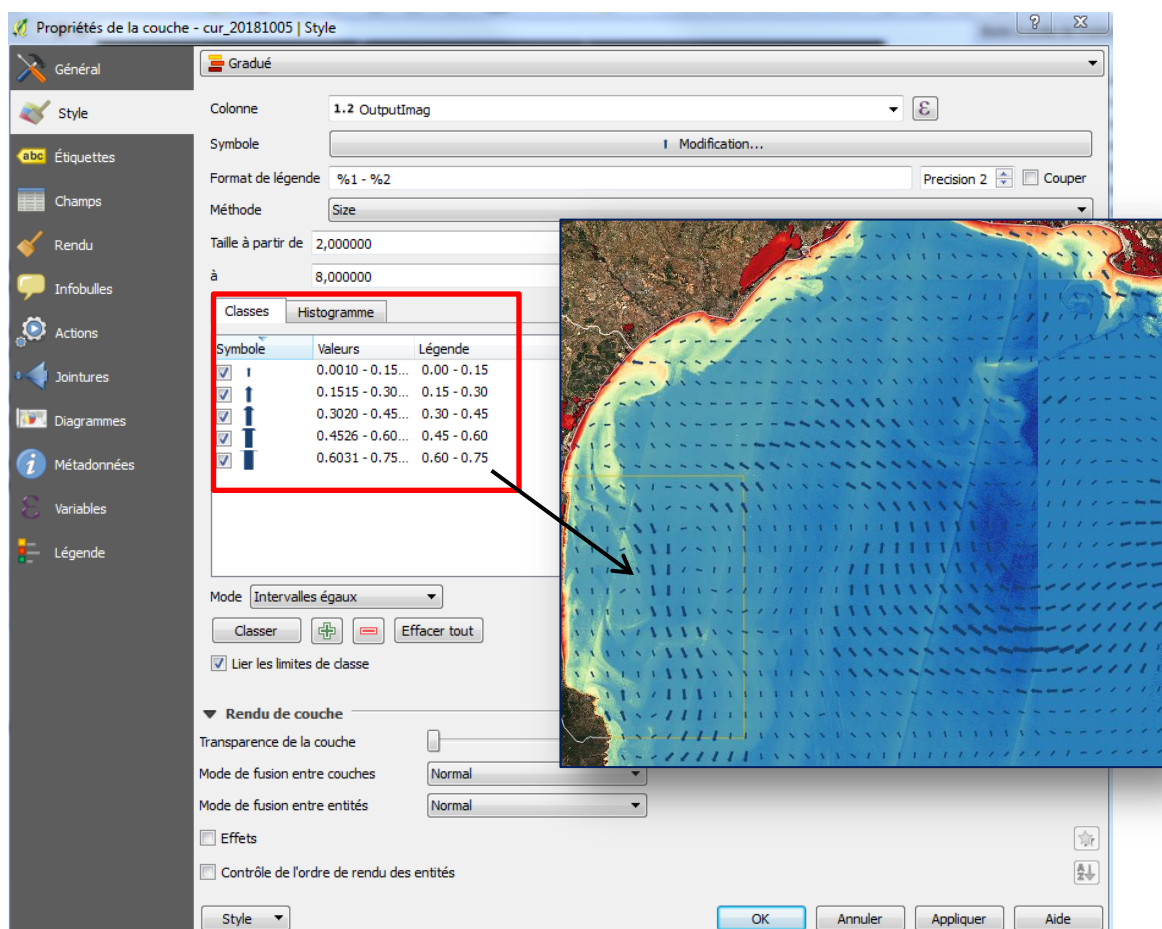 Propriétés de la couche - cur_20181005 | Style
Général
Style
abc Étiquettes
Champs
Rendu
Infobulles
Actions
Jointures
Diagrammes
Métadonnées
Variables
Légende
Gradué
Colonne 1.2 OutputImag ε
Symbole Modification...
Format de légende %1 - %2 Precision 2 Couper
Méthode Size
Taille à partir de 2,000000
à 8,000000
Classes Histogramme
Symbole Valeurs Légende
0.0010 - 0.15... 0.00 - 0.15
0.1515 - 0.30... 0.15 - 0.30
0.3020 - 0.45... 0.30 - 0.45
0.4526 - 0.60... 0.45 - 0.60
0.6031 - 0.75... 0.60 - 0.75
Mode Intervalles égaux
Classer Effacer tout
Lier les limites de classe
Rendu de couche
Transparence de la couche
Mode de fusion entre couches Normal
Mode de fusion entre entités Normal
Effets
Contrôle de l'ordre de rendu des entités
Style OK Annuler Appliquer Aide